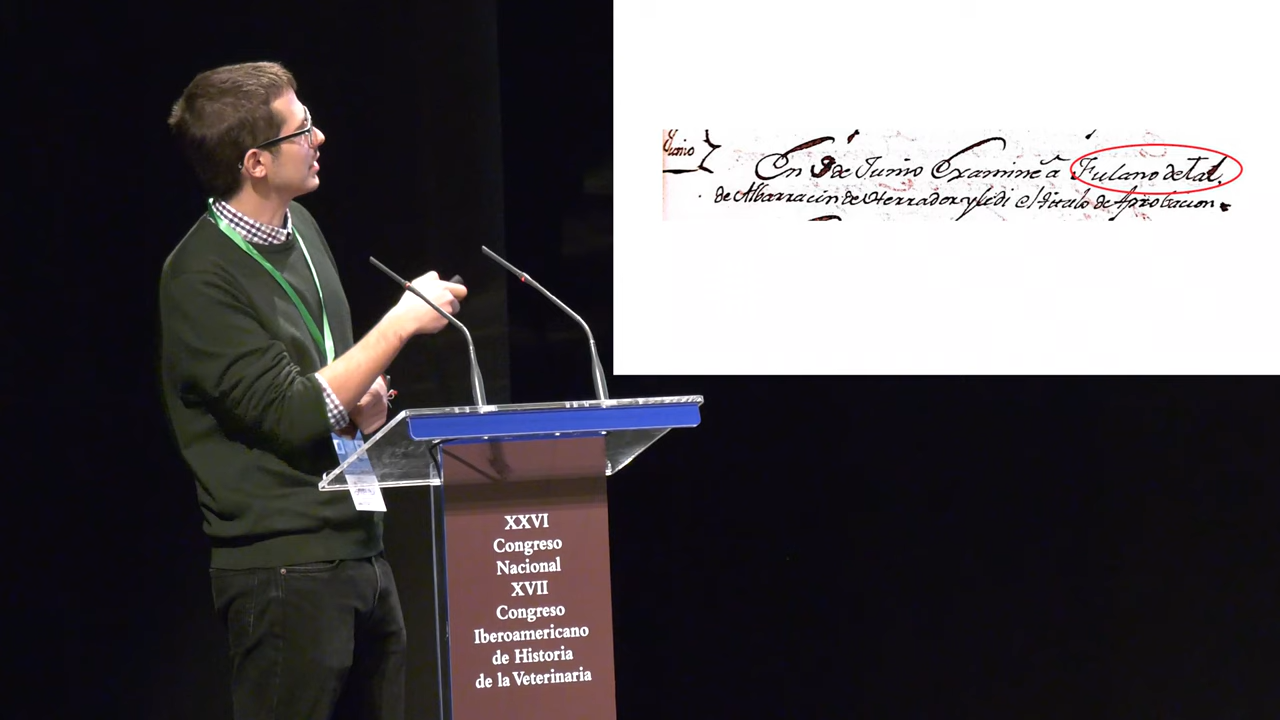 Junio
En 9 de Junio Examine â Fulano de tal,
de Albarracin de Herrador y le di el titulo de Aprobacion.
XXVI
Congreso
Nacional
XVII
Congreso
Iberoamericano
de Historia
de la Veterinaria